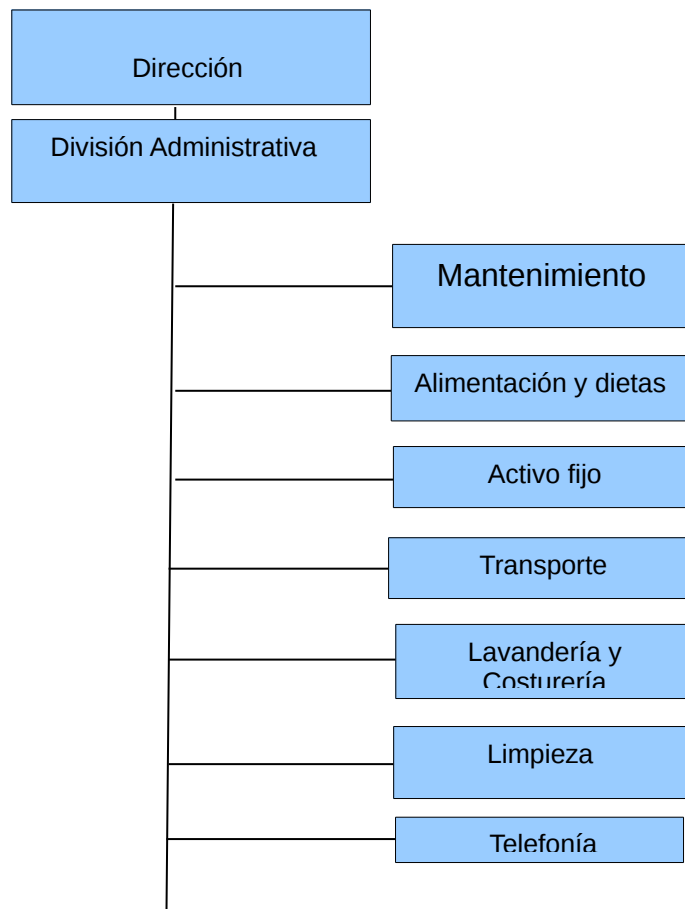 Dirección
División Administrativa
Mantenimiento
Alimentación y dietas
Activo fijo
Transporte
Lavandería y
Costurería
Limpieza
Telefonía